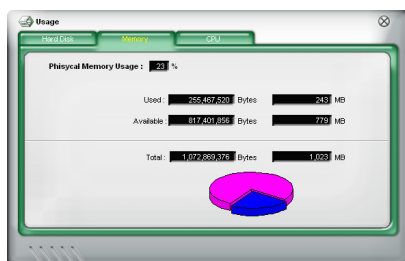 Usage
Hard Disk Memory CPU
Phisycal Memory Usage : 23 %
Used : 255,467,520 Bytes 243 MB
Available : 817,401,856 Bytes 779 MB
Total : 1,072,869,376 Bytes 1,023 MB